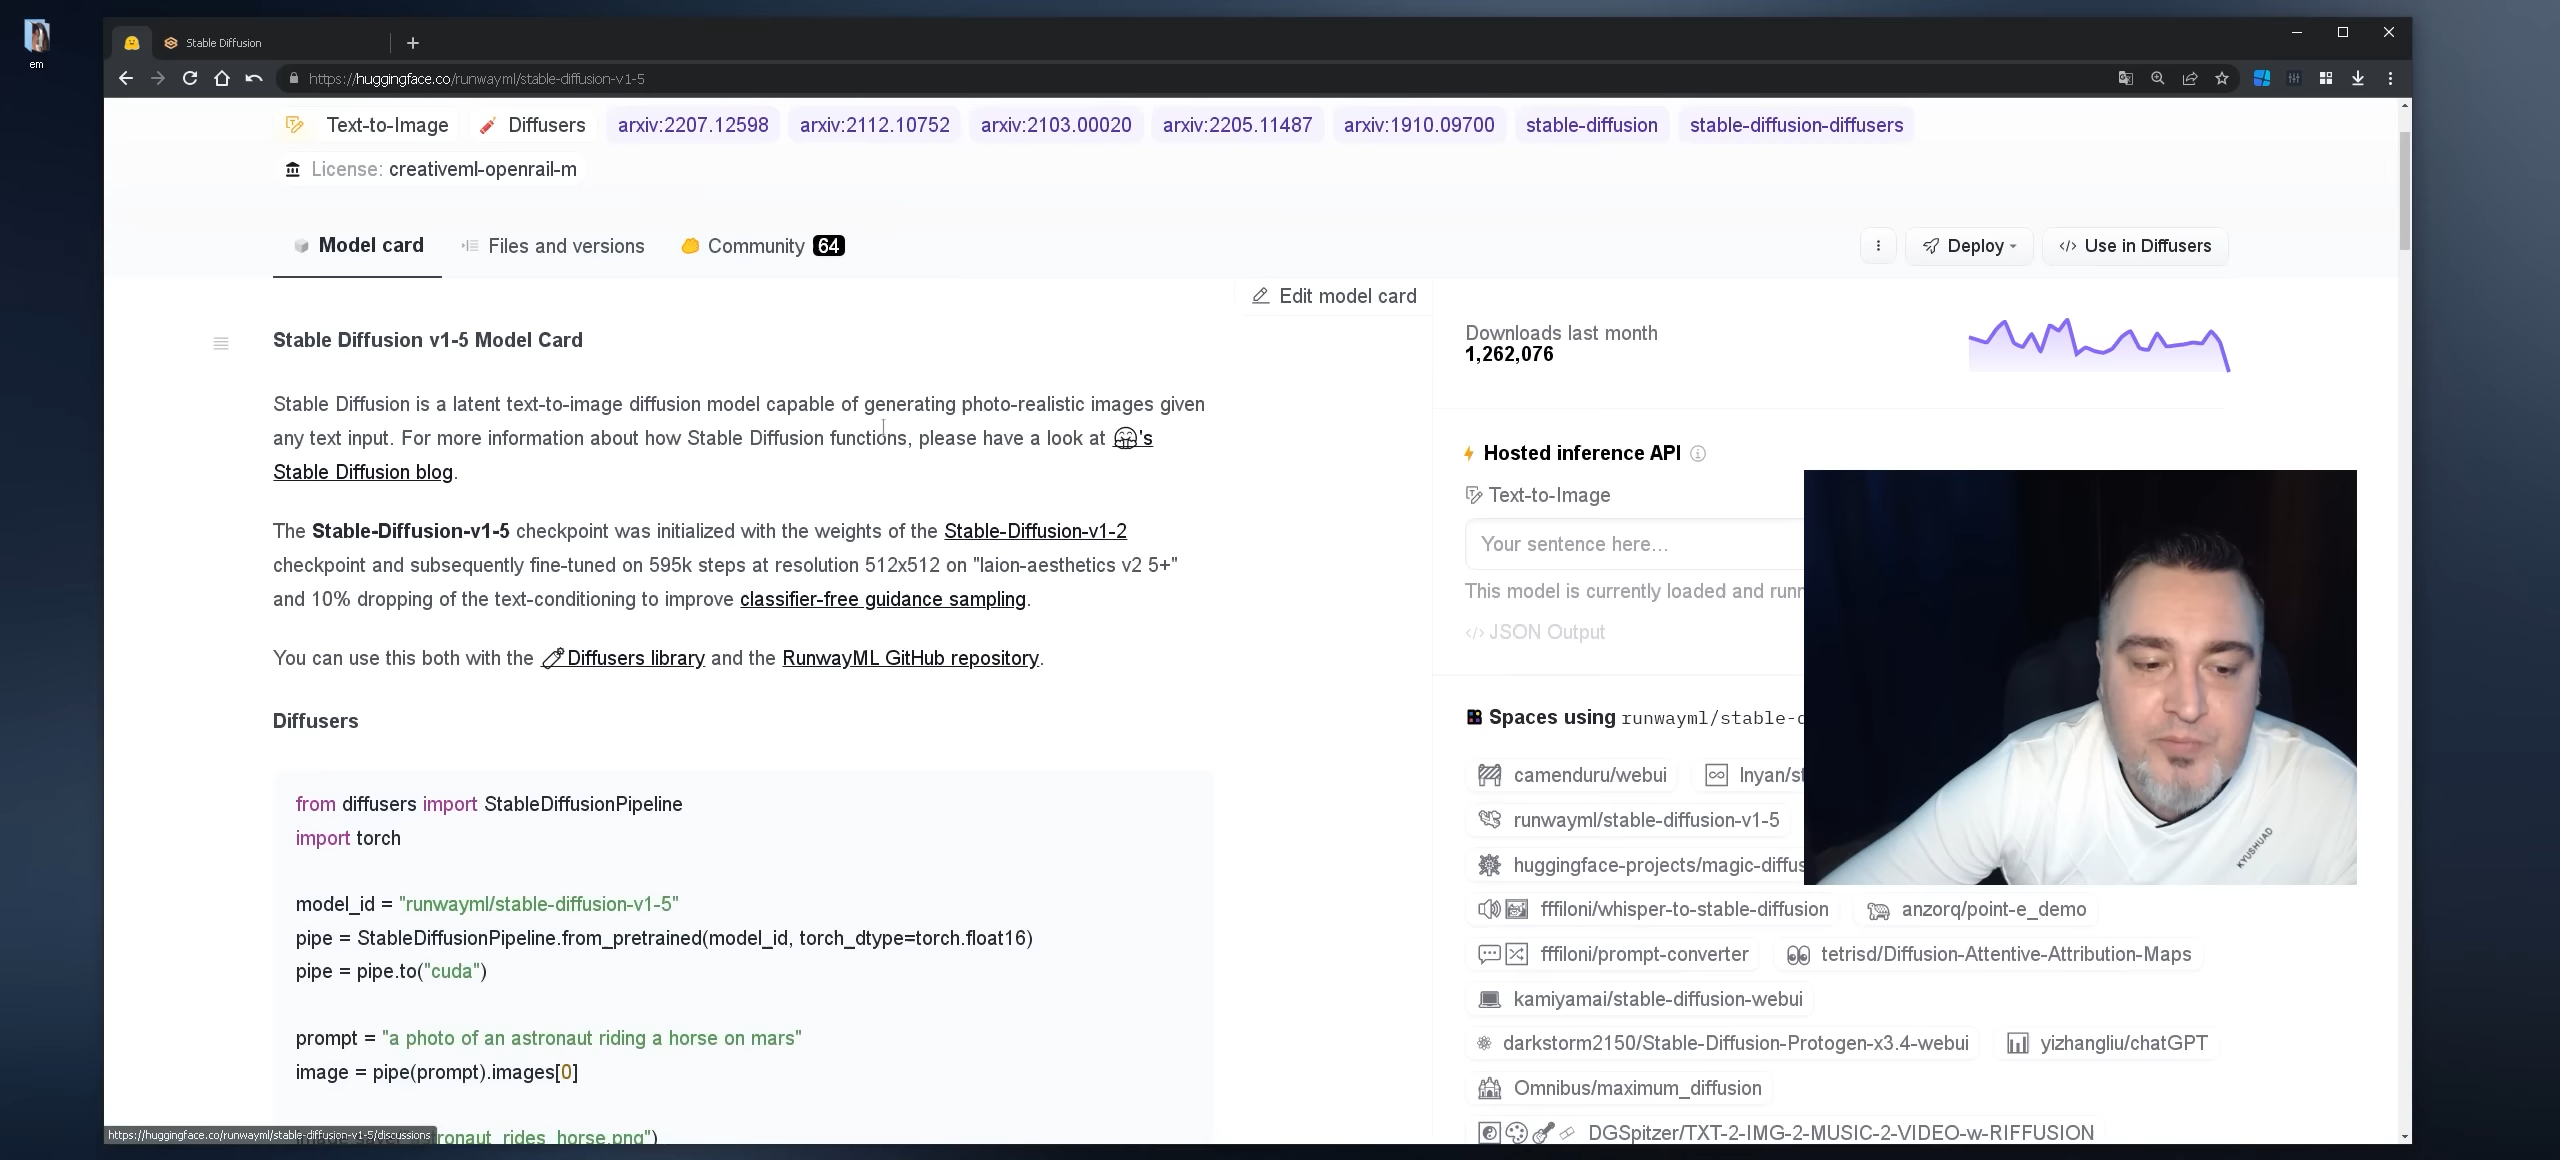 em
Stable Diffusion
https://huggingface.co/runwayml/stable-diffusion-v1-5
Text-to-Image Diffusers arxiv:2207.12598 arxiv:2112.10752 arxiv:2103.00020 arxiv:2205.11487 arxiv:1910.09700 stable-diffusion stable-diffusion-diffusers
License: creativeml-openrail-m
Model card Files and versions Community 64 Deploy Use in Diffusers
Edit model card
Stable Diffusion v1-5 Model Card
Stable Diffusion is a latent text-to-image diffusion model capable of generating photo-realistic images given
any text input. For more information about how Stable Diffusion functions, please have a look at 🤗's
Stable Diffusion blog.
The Stable-Diffusion-v1-5 checkpoint was initialized with the weights of the Stable-Diffusion-v1-2
checkpoint and subsequently fine-tuned on 595k steps at resolution 512x512 on "laion-aesthetics v2 5+"
and 10% dropping of the text-conditioning to improve classifier-free guidance sampling.
You can use this both with the 🧨Diffusers library and the RunwayML GitHub repository.
Diffusers
from diffusers import StableDiffusionPipeline
import torch
model_id = "runwayml/stable-diffusion-v1-5"
pipe = StableDiffusionPipeline.from_pretrained(model_id, torch_dtype=torch.float16)
pipe = pipe.to("cuda")
prompt = "a photo of an astronaut riding a horse on mars"
image = pipe(prompt).images[0]
ronaut_rides_horse.png")
https://huggingface.co/runwayml/stable-diffusion-v1-5/discussions
Downloads last month
1,262,076
Hosted inference API
Text-to-Image
Your sentence here...
This model is currently loaded and runn
</> JSON Output
Spaces using runwayml/stable-d
camenduru/webui lnyan/st
runwayml/stable-diffusion-v1-5
huggingface-projects/magic-diffus
fffiloni/whisper-to-stable-diffusion anzorq/point-e_demo
fffiloni/prompt-converter tetrisd/Diffusion-Attentive-Attribution-Maps
kamiyamai/stable-diffusion-webui
darkstorm2150/Stable-Diffusion-Protogen-x3.4-webui yizhangliu/chatGPT
Omnibus/maximum_diffusion
DGSpitzer/TXT-2-IMG-2-MUSIC-2-VIDEO-w-RIFFUSION
KYUSHUAD